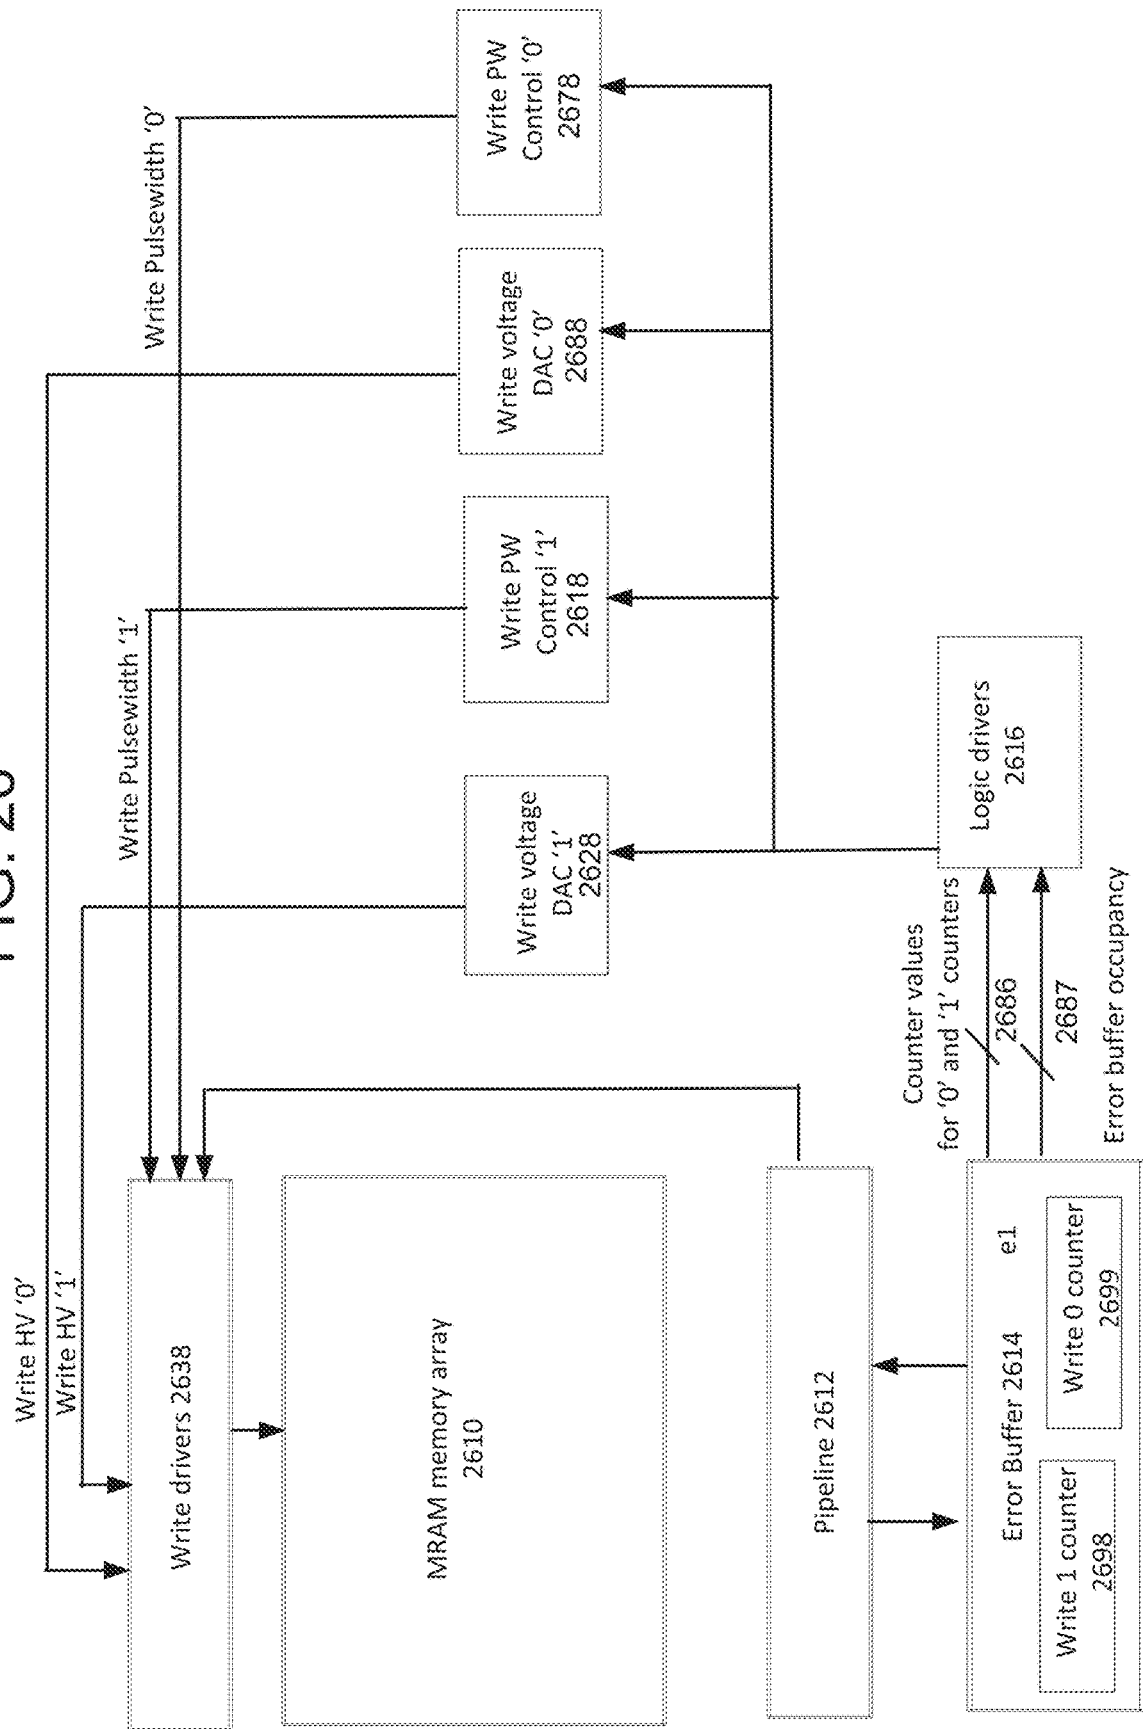 FIG. 26
Write HV '0'
Write HV '1'
Write Pulsewidth '1'
Write Pulsewidth '0'
Write drivers 2638
MRAM memory array
2610
Write voltage
DAC '1'
2628
Write PW
Control '1'
2618
Write voltage
DAC '0'
2688
Write PW
Control '0'
2678
Pipeline 2612
Counter values
for '0' and '1' counters
2686
2687
Error buffer occupancy
Logic drivers
2616
Error Buffer 2614 e1
Write 1 counter
2698
Write 0 counter
2699